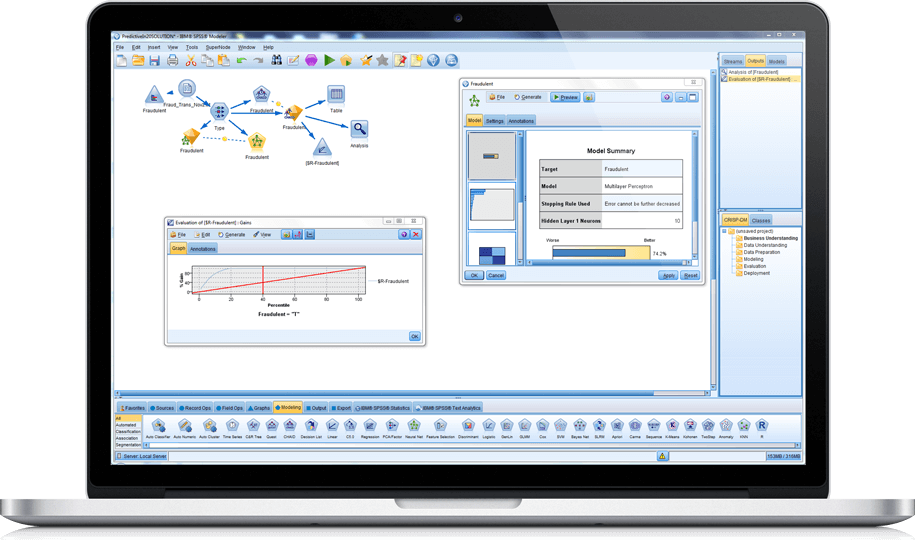 PredictiveIn20SOLUTION* - IBM® SPSS® Modeler
File Edit Insert View Tools SuperNode Window Help
Streams Outputs Models
Analysis of [Fraudulent]
Evaluation of [$R-Fraudulent]
Fraudulent
Type
Fraudulent
Fraudulent
Table
Analysis
Fraudulent
Fraudulent
[$R-Fraudulent]
Fraudulent
File Generate Preview
Model Settings Annotations
Model Summary
Target Fraudulent
Model Multilayer Perceptron
Stopping Rule Used Error cannot be further decreased
Hidden Layer 1 Neurons 10
Worse Better
74.2%
OK Cancel Apply Reset
Evaluation of [$R-Fraudulent] : Gains
File Edit Generate View
Graph Annotations
% Gain
60
40
0
0 20 40 60 80 100
Percentile
Fraudulent = "T"
$R-Fraudulent
OK
CRISP-DM Classes
(unsaved project)
Business Understanding
Data Understanding
Data Preparation
Modeling
Evaluation
Deployment
Favorites Sources Record Ops Field Ops Graphs Modeling Output Export IBM® SPSS® Statistics IBM® SPSS® Text Analytics
All
Automated
Classification
Association
Segmentation
Auto Classifier Auto Numeric Auto Cluster Time Series C&R Tree Quest CHAID Decision List Linear C5.0 Regression PCA/Factor Neural Net Feature Selection Discriminant Logistic GenLin GLMM Cox SVM Bayes Net SLRM Apriori Carma Sequence K-Means Kohonen TwoStep Anomaly KNN R
Server: Local Server
153MB / 316MB